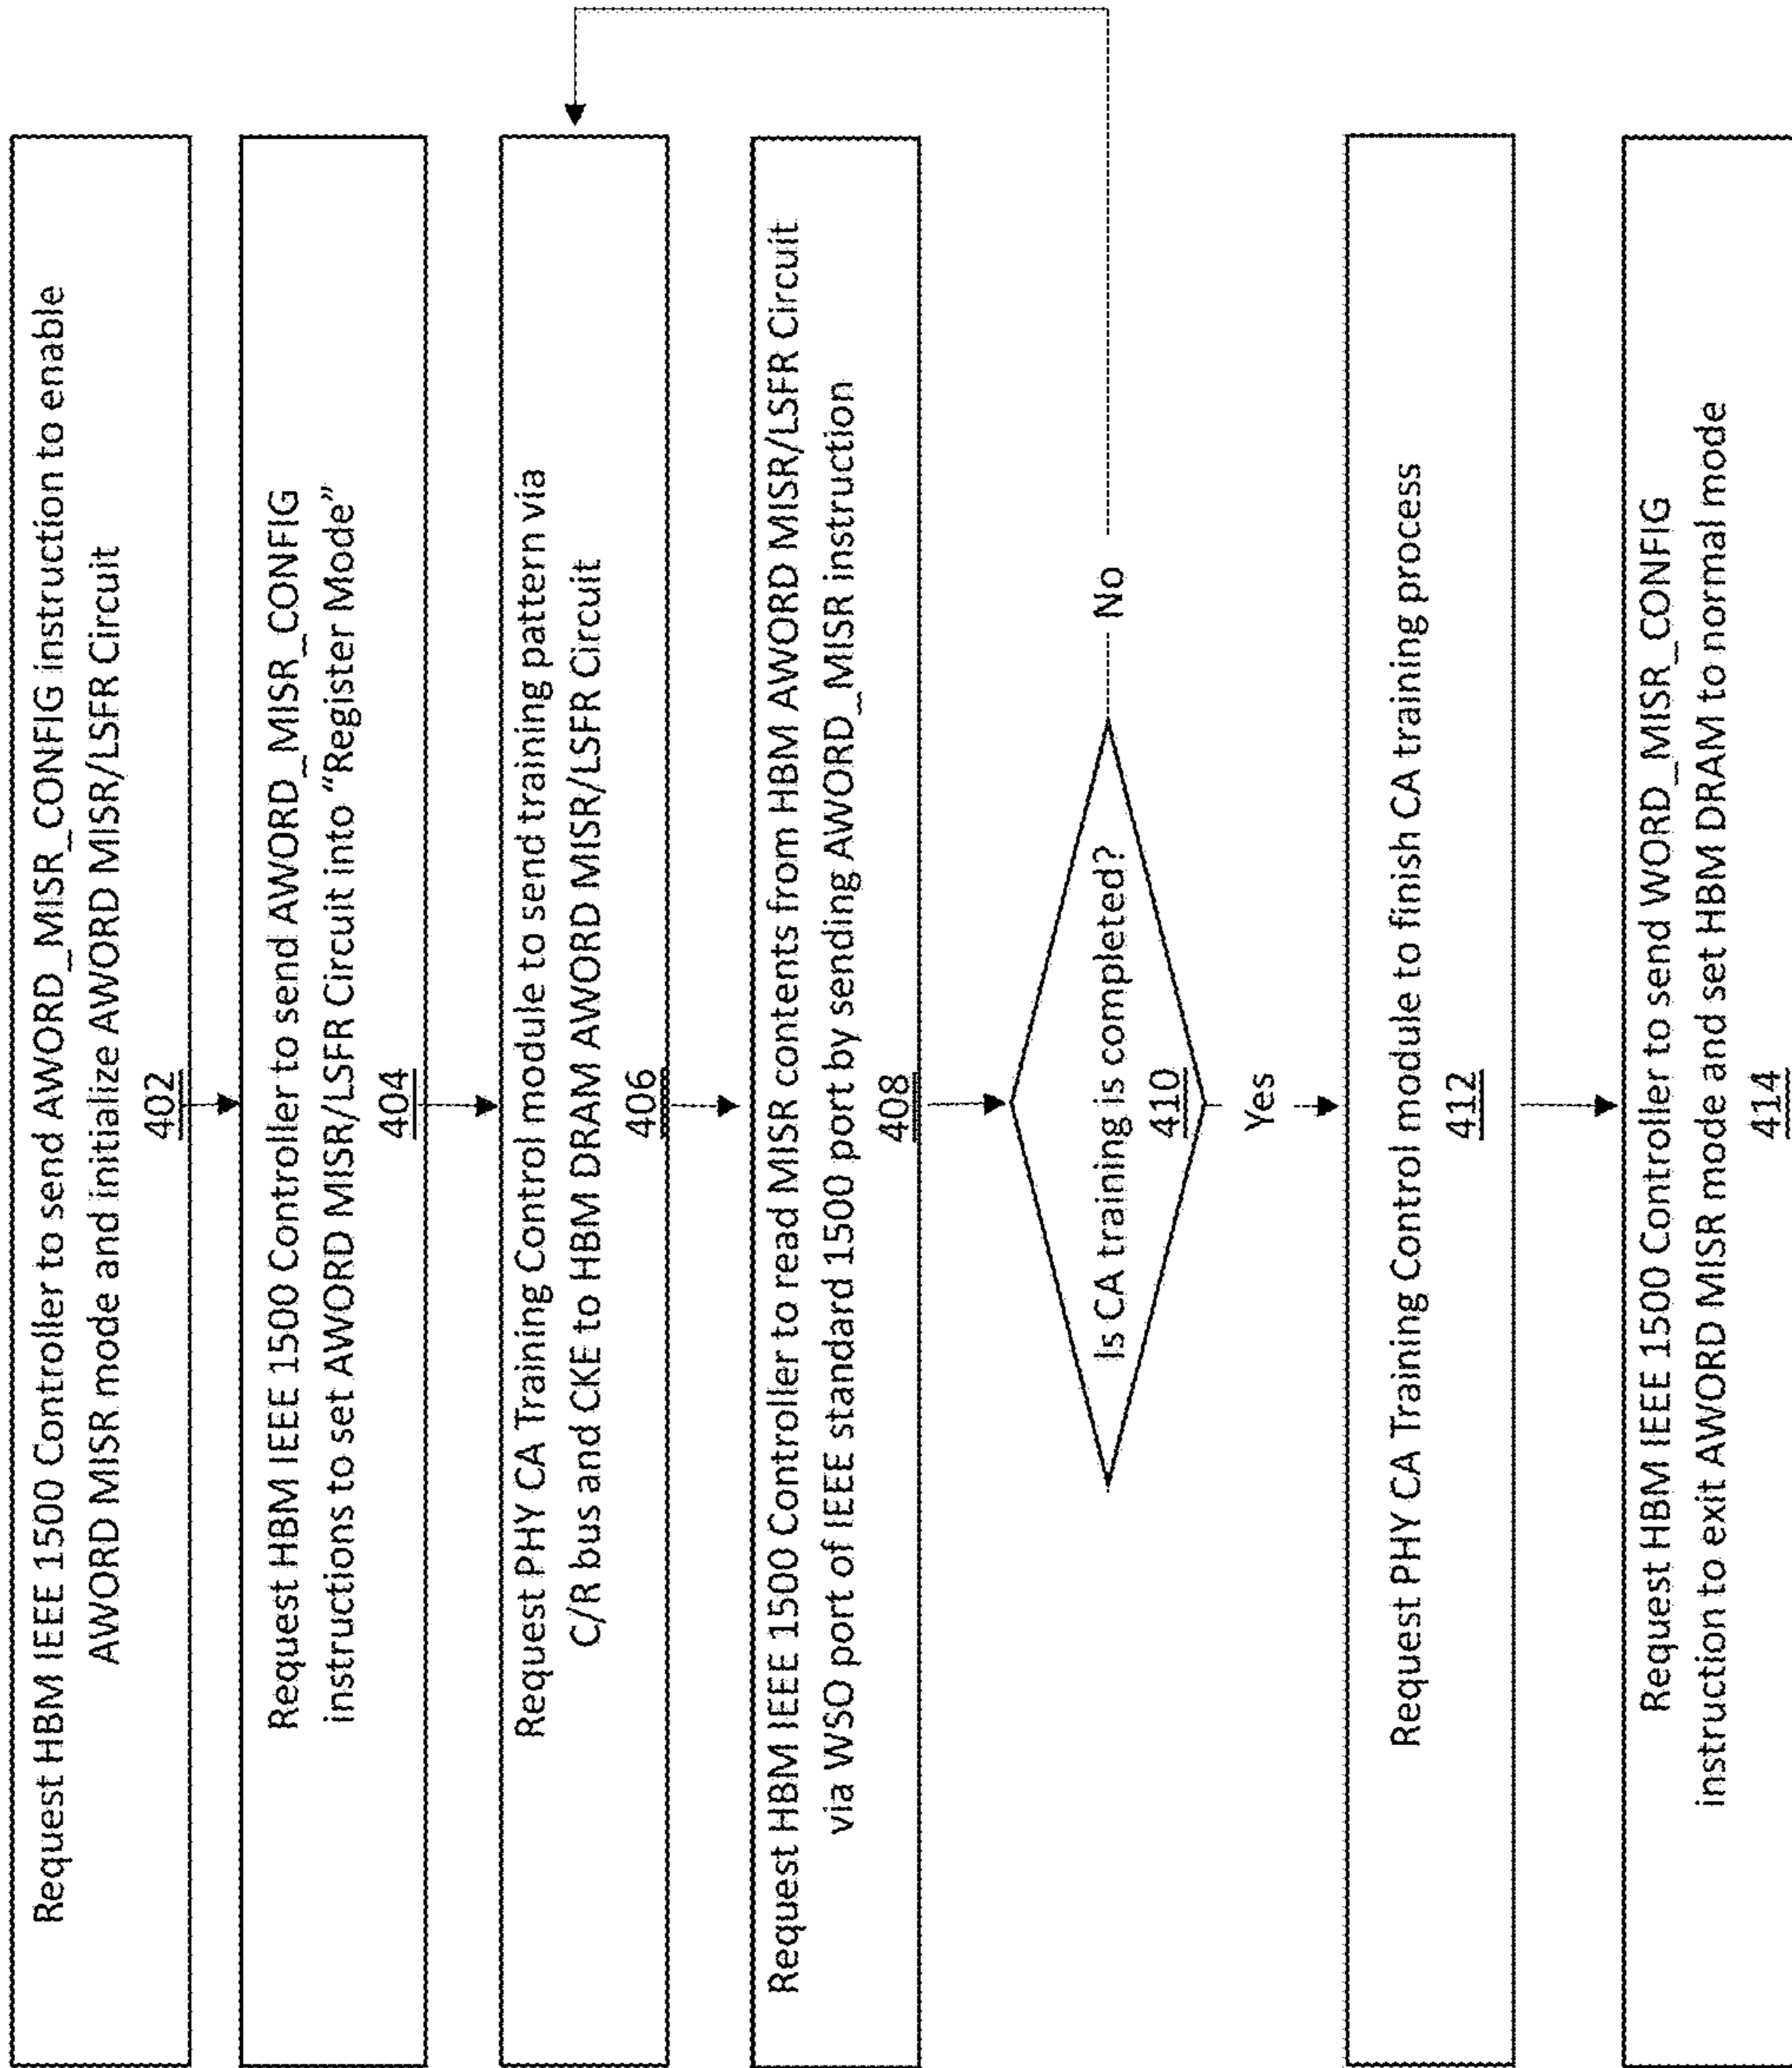 Request HBM IEEE 1500 Controller to send AWORD_MISR_CONFIG instruction to enable
AWORD MISR mode and initialize AWORD MISR/LSFR Circuit
402
Request HBM IEEE 1500 Controller to send AWORD_MISR_CONFIG
instructions to set AWORD MISR/LSFR Circuit into "Register Mode"
404
Request PHY CA Training Control module to send training pattern via
C/R bus and CKE to HBM DRAM AWORD MISR/LSFR Circuit
406
Request HBM IEEE 1500 Controller to read MISR contents from HBM AWORD MISR/LSFR Circuit
via WSO port of IEEE standard 1500 port by sending AWORD_MISR instruction
408
Is CA training is completed?
410
No
Yes
Request PHY CA Training Control module to finish CA training process
412
Request HBM IEEE 1500 Controller to send WORD_MISR_CONFIG
instruction to exit AWORD MISR mode and set HBM DRAM to normal mode
414